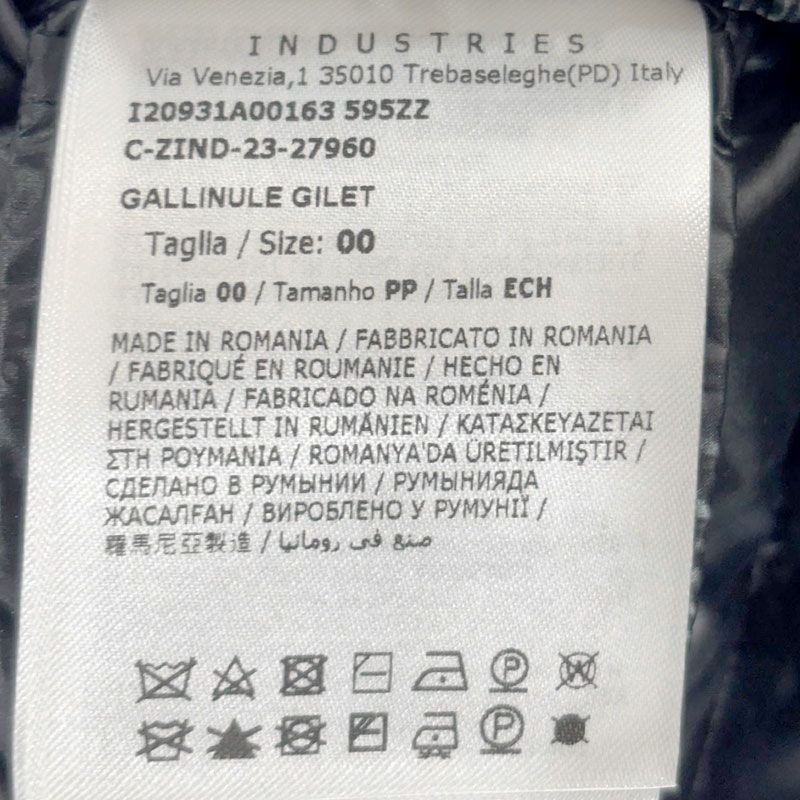 INDUSTRIES
Via Venezia,1 35010 Trebaseleghe(PD) Italy
I20931A00163 595ZZ
C-ZIND-23-27960
GALLINULE GILET
Taglia / Size: 00
Taglia 00 / Tamanho PP / Talla ECH
MADE IN ROMANIA / FABBRICATO IN ROMANIA
/ FABRIQUÉ EN ROUMANIE / HECHO EN
RUMANIA / FABRICADO NA ROMÉNIA /
HERGESTELLT IN RUMÄNIEN / ΚΑΤΑΣΚΕΥΑΖΕΤΑΙ
ΣΤΗ ΡΟΥΜΑΝΙΑ / ROMANYA'DA ÜRETILMIŞTIR /
СДЕЛАНО В РУМЫНИИ / РУМЫНИЯДА
ЖАСАЛҒАН / ВИРОБЛЕНО У РУМУНІЇ /
羅馬尼亞製造 / صنع في رومانيا
P W
P